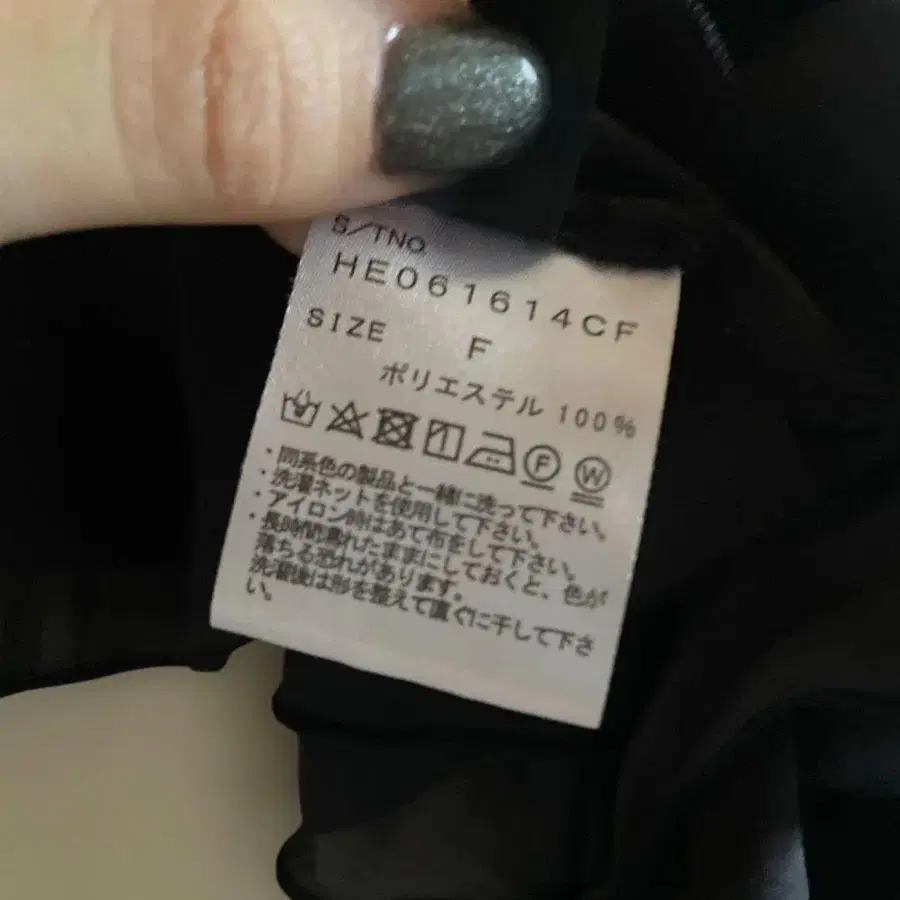 S/TNO.
HE061614CF
SIZE F
ポリエステル 100%
F W
・同系色の製品と一緒に洗って下さい。
・洗濯ネットを使用して下さい。
・アイロン時はあて布をして下さい。
・長時間濡れたままにしておくと、色が
落ちる恐れがあります。
洗濯後は形を整えて直ぐに干して下さ
い。